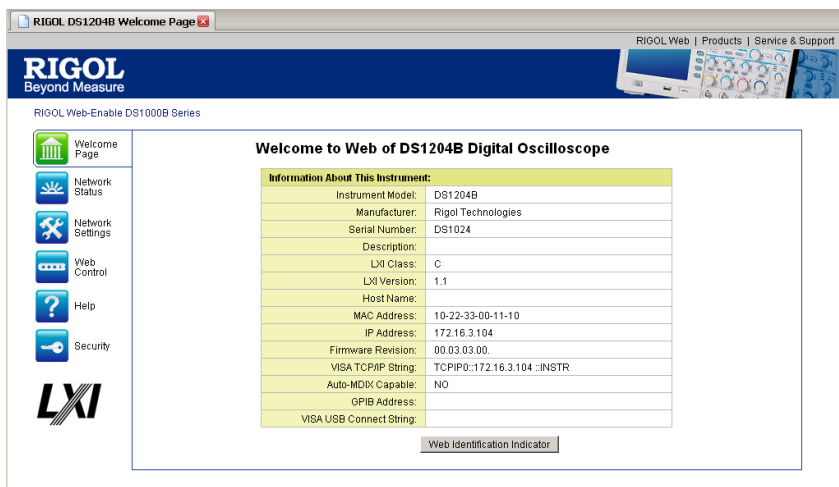 RIGOL DS1204B Welcome Page
RIGOL Web | Products | Service & Support
RIGOL
Beyond Measure
RIGOL Web-Enable DS1000B Series
Welcome Page
Network Status
Network Settings
Web Control
Help
Security
LXI
Welcome to Web of DS1204B Digital Oscilloscope
Information About This Instrument:
Instrument Model: DS1204B
Manufacturer: Rigol Technologies
Serial Number: DS1024
Description:
LXI Class: C
LXI Version: 1.1
Host Name:
MAC Address: 10-22-33-00-11-10
IP Address: 172.16.3.104
Firmware Revision: 00.03.03.00.
VISA TCP/IP String: TCPIP0::172.16.3.104 ::INSTR
Auto-MDIX Capable: NO
GPIB Address:
VISA USB Connect String:
Web Identification Indicator